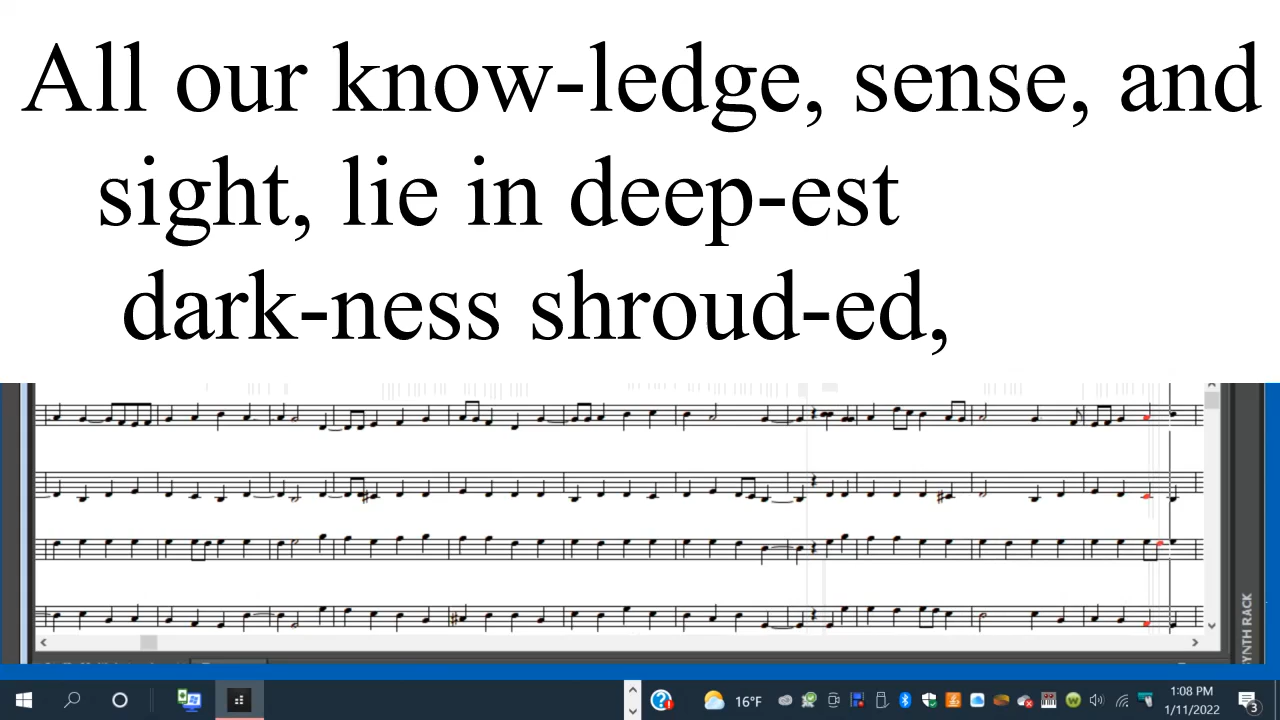 All our know-ledge, sense, and
sight, lie in deep-est
dark-ness shroud-ed,
SYNTH RACK
16°F
1:08 PM
1/11/2022
3